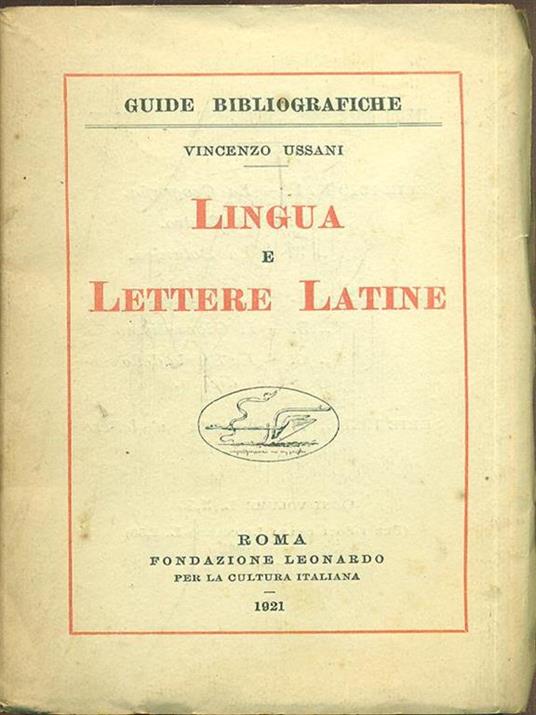 GUIDE BIBLIOGRAFICHE
VINCENZO USSANI
LINGUA
E
LETTERE LATINE
ROMA
FONDAZIONE LEONARDO
PER LA CULTURA ITALIANA
1921